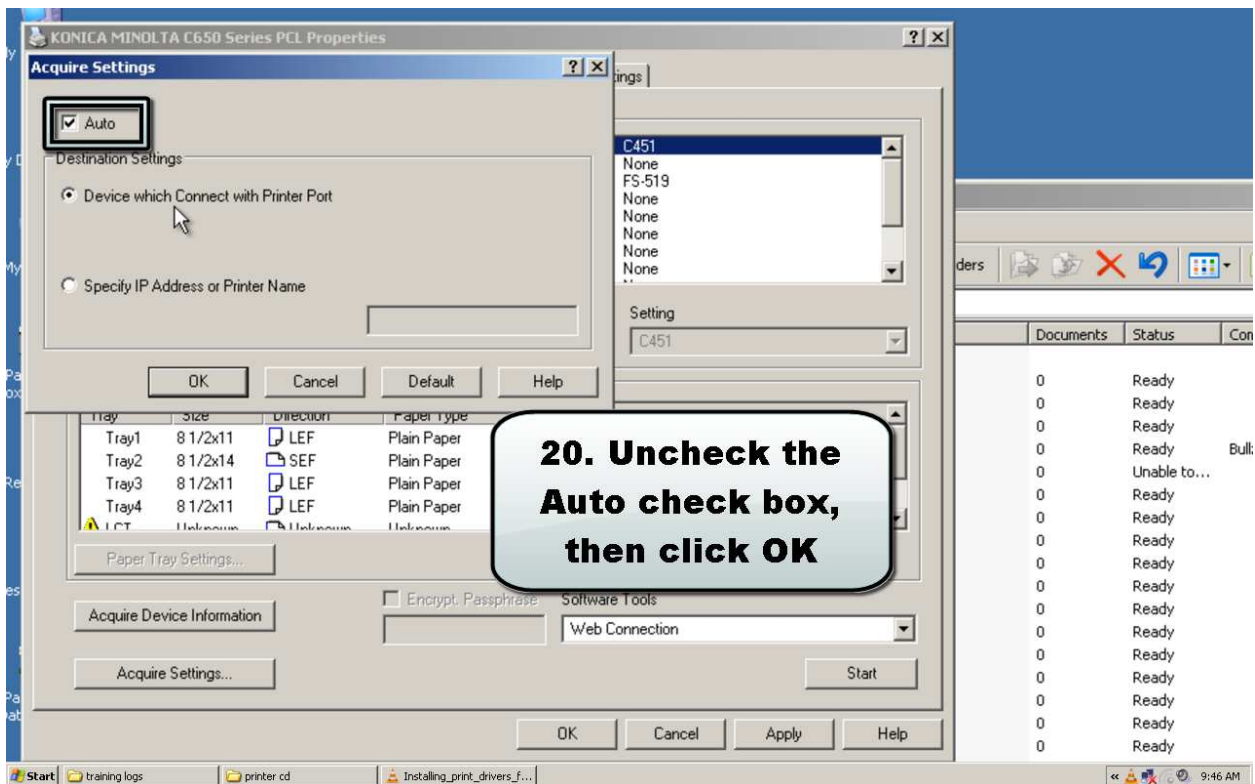 KONICA MINOLTA C650 Series PCL Properties
Acquire Settings
ings
Auto
Destination Settings
Device which Connect with Printer Port
Specify IP Address or Printer Name
OK Cancel Default Help
C451
None
FS-519
None
None
None
None
None
Setting
C451
Tray Size Direction Paper Type
Tray1 8 1/2x11 LEF Plain Paper
Tray2 8 1/2x14 SEF Plain Paper
Tray3 8 1/2x11 LEF Plain Paper
Tray4 8 1/2x11 LEF Plain Paper
LCT Unknown Unknown Unknown
Paper Tray Settings...
Acquire Device Information
Acquire Settings...
Encrypt. Passphrase
Software Tools
Web Connection
Start
OK Cancel Apply Help
20. Uncheck the
Auto check box,
then click OK
ders
Documents Status Com
0 Ready
0 Ready
0 Ready
0 Ready Bull
0 Unable to...
0 Ready
0 Ready
0 Ready
0 Ready
0 Ready
0 Ready
0 Ready
0 Ready
0 Ready
0 Ready
0 Ready
0 Ready
Start training logs printer cd Installing_print_drivers_f... 9:46 AM